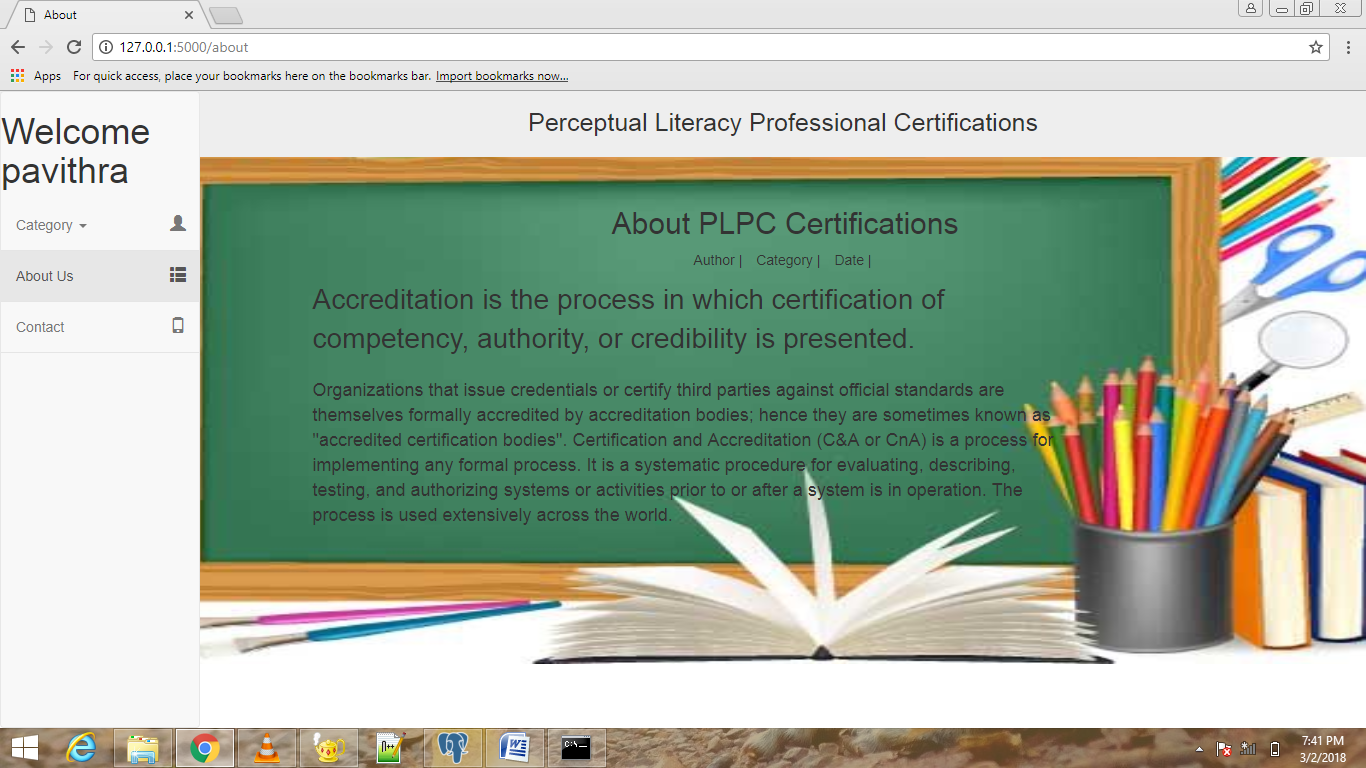 About
127.0.0.1:5000/about
Apps For quick access, place your bookmarks here on the bookmarks bar. Import bookmarks now...
Welcome
pavithra
Category
About Us
Contact
Perceptual Literacy Professional Certifications
About PLPC Certifications
Author | Category | Date |
Accreditation is the process in which certification of
competency, authority, or credibility is presented.
Organizations that issue credentials or certify third parties against official standards are
themselves formally accredited by accreditation bodies; hence they are sometimes known as
"accredited certification bodies". Certification and Accreditation (C&A or CnA) is a process for
implementing any formal process. It is a systematic procedure for evaluating, describing,
testing, and authorizing systems or activities prior to or after a system is in operation. The
process is used extensively across the world.
7:41 PM
3/2/2018